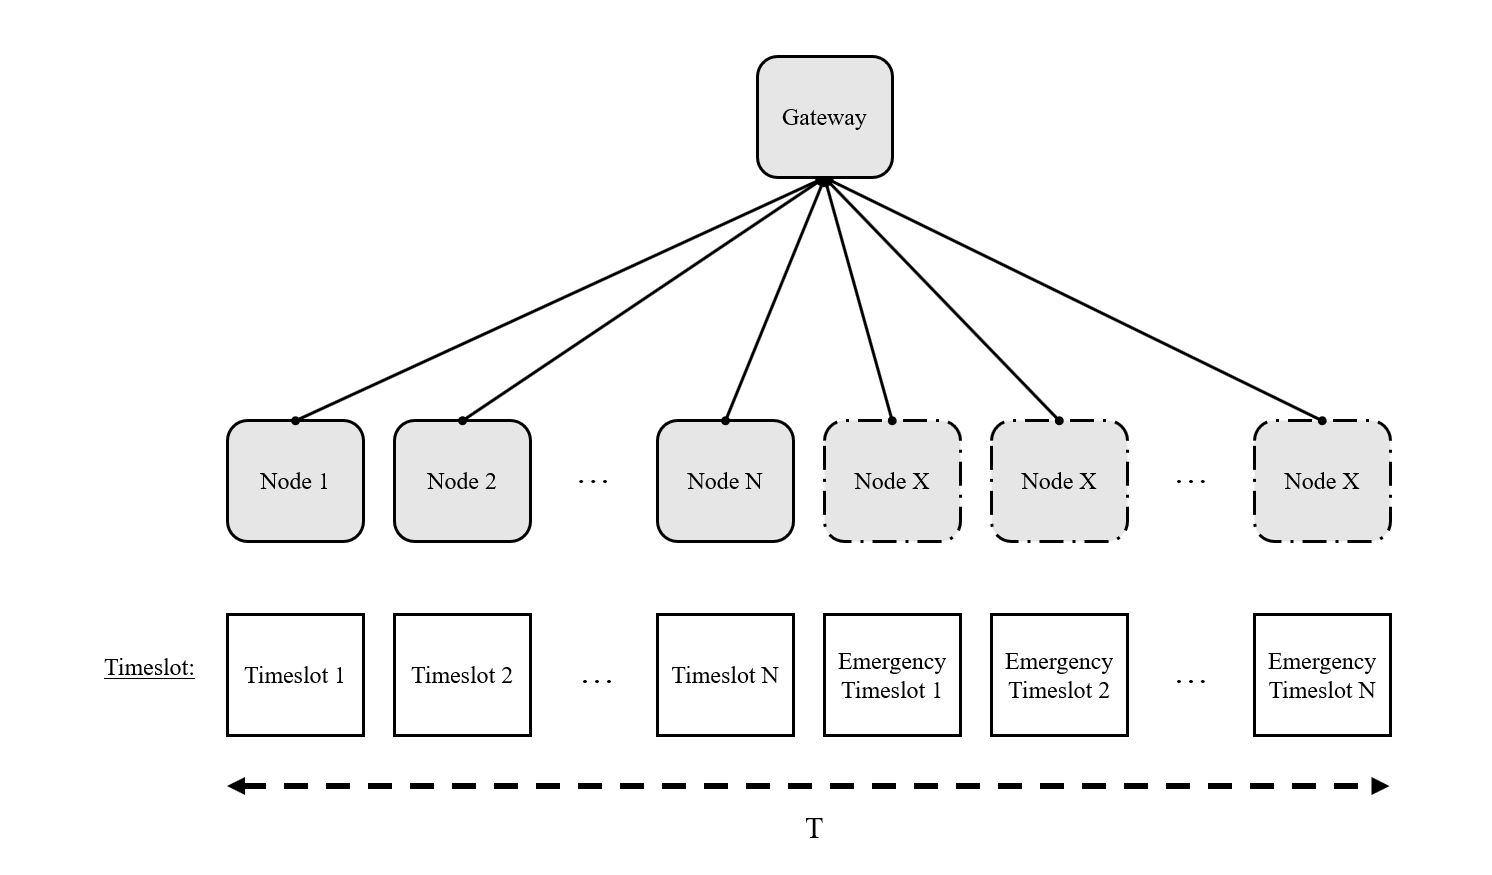 Gateway
Node 1
Node 2
...
Node N
Node X
Node X
...
Node X
Timeslot:
Timeslot 1
Timeslot 2
...
Timeslot N
Emergency
Timeslot 1
Emergency
Timeslot 2
...
Emergency
Timeslot N
T